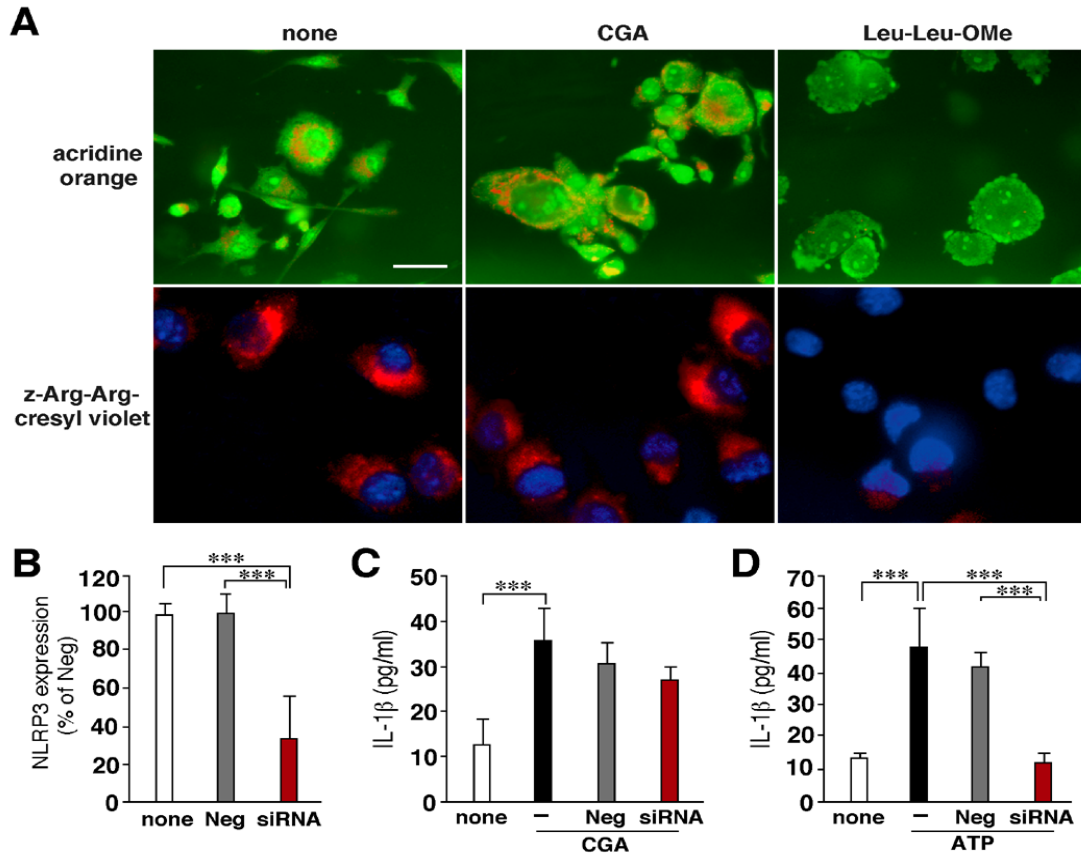 A
none CGA Leu-Leu-OMe
acridine
orange
z-Arg-Arg-
cresyl violet
B
NLRP3 expression
(% of Neg)
120
100
80
60
40
20
0
***
***
none Neg siRNA
C
IL-1β (pg/ml)
50
40
30
20
10
0
***
none – Neg siRNA
CGA
D
IL-1β (pg/ml)
70
60
50
40
30
20
10
0
*** ***
***
none – Neg siRNA
ATP